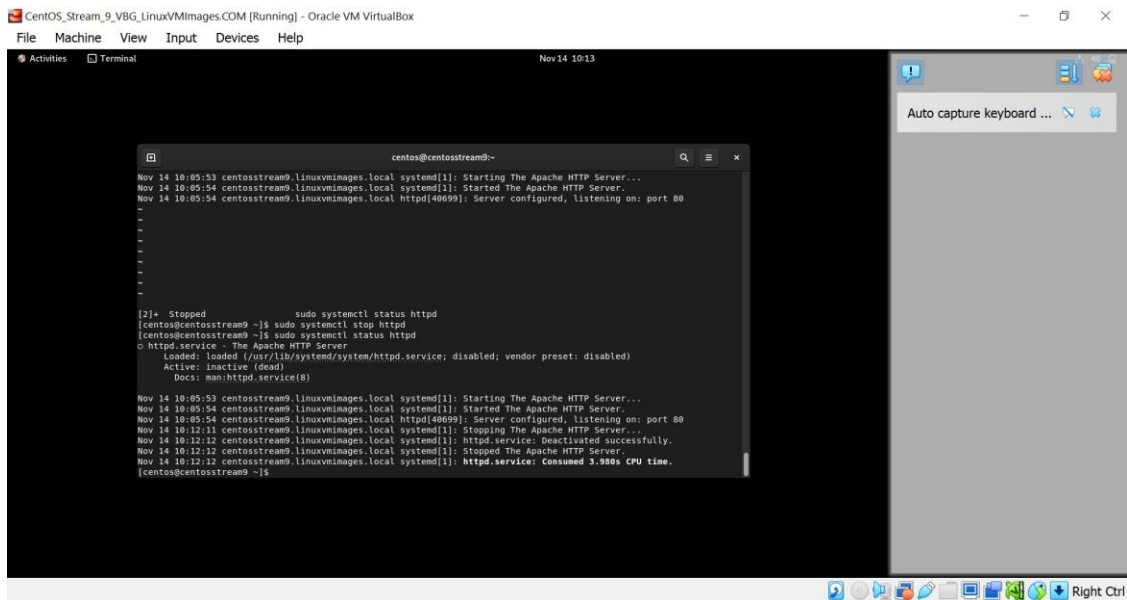 CentOS_Stream_9_VBG_LinuxVMImages.COM [Running] - Oracle VM VirtualBox
File Machine View Input Devices Help
Activities Terminal Nov 14 10:13
Auto capture keyboard ...
centos@centosstream9:~
Nov 14 10:05:53 centosstream9.linuxvmimages.local systemd[1]: Starting The Apache HTTP Server...
Nov 14 10:05:54 centosstream9.linuxvmimages.local systemd[1]: Started The Apache HTTP Server.
Nov 14 10:05:54 centosstream9.linuxvmimages.local httpd[40699]: Server configured, listening on: port 80
~
~
~
~
~
~
~
~
~
[2]+ Stopped sudo systemctl status httpd
[centos@centosstream9 ~]$ sudo systemctl stop httpd
[centos@centosstream9 ~]$ sudo systemctl status httpd
○ httpd.service - The Apache HTTP Server
Loaded: loaded (/usr/lib/systemd/system/httpd.service; disabled; vendor preset: disabled)
Active: inactive (dead)
Docs: man:httpd.service(8)
Nov 14 10:05:53 centosstream9.linuxvmimages.local systemd[1]: Starting The Apache HTTP Server...
Nov 14 10:05:54 centosstream9.linuxvmimages.local systemd[1]: Started The Apache HTTP Server.
Nov 14 10:05:54 centosstream9.linuxvmimages.local httpd[40699]: Server configured, listening on: port 80
Nov 14 10:12:11 centosstream9.linuxvmimages.local systemd[1]: Stopping The Apache HTTP Server...
Nov 14 10:12:12 centosstream9.linuxvmimages.local systemd[1]: httpd.service: Deactivated successfully.
Nov 14 10:12:12 centosstream9.linuxvmimages.local systemd[1]: Stopped The Apache HTTP Server.
Nov 14 10:12:12 centosstream9.linuxvmimages.local systemd[1]: httpd.service: Consumed 3.980s CPU time.
[centos@centosstream9 ~]$
Right Ctrl